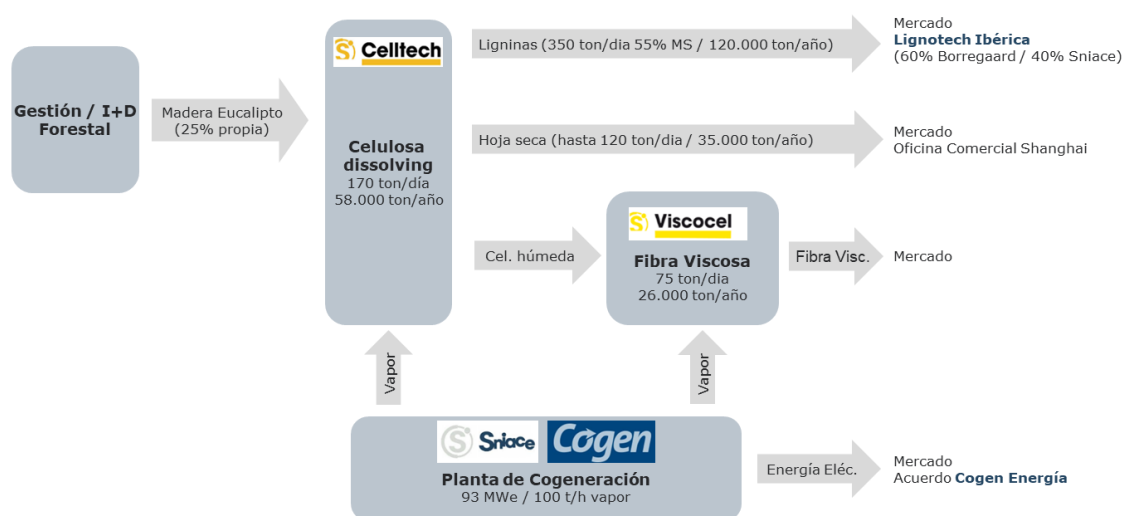 Gestión / I+D
Forestal
Madera Eucalipto
(25% propia)
S Celltech
Celulosa
dissolving
170 ton/día
58.000 ton/año
Ligninas (350 ton/dia 55% MS / 120.000 ton/año)
Mercado
Lignotech Ibérica
(60% Borregaard / 40% Sniace)
Hoja seca (hasta 120 ton/dia / 35.000 ton/año)
Mercado
Oficina Comercial Shanghai
Cel. húmeda
S Viscocel
Fibra Viscosa
75 ton/dia
26.000 ton/año
Fibra Visc.
Mercado
Vapor
Vapor
S Sniace Cogen
Planta de Cogeneración
93 MWe / 100 t/h vapor
Energía Eléc.
Mercado
Acuerdo Cogen Energía